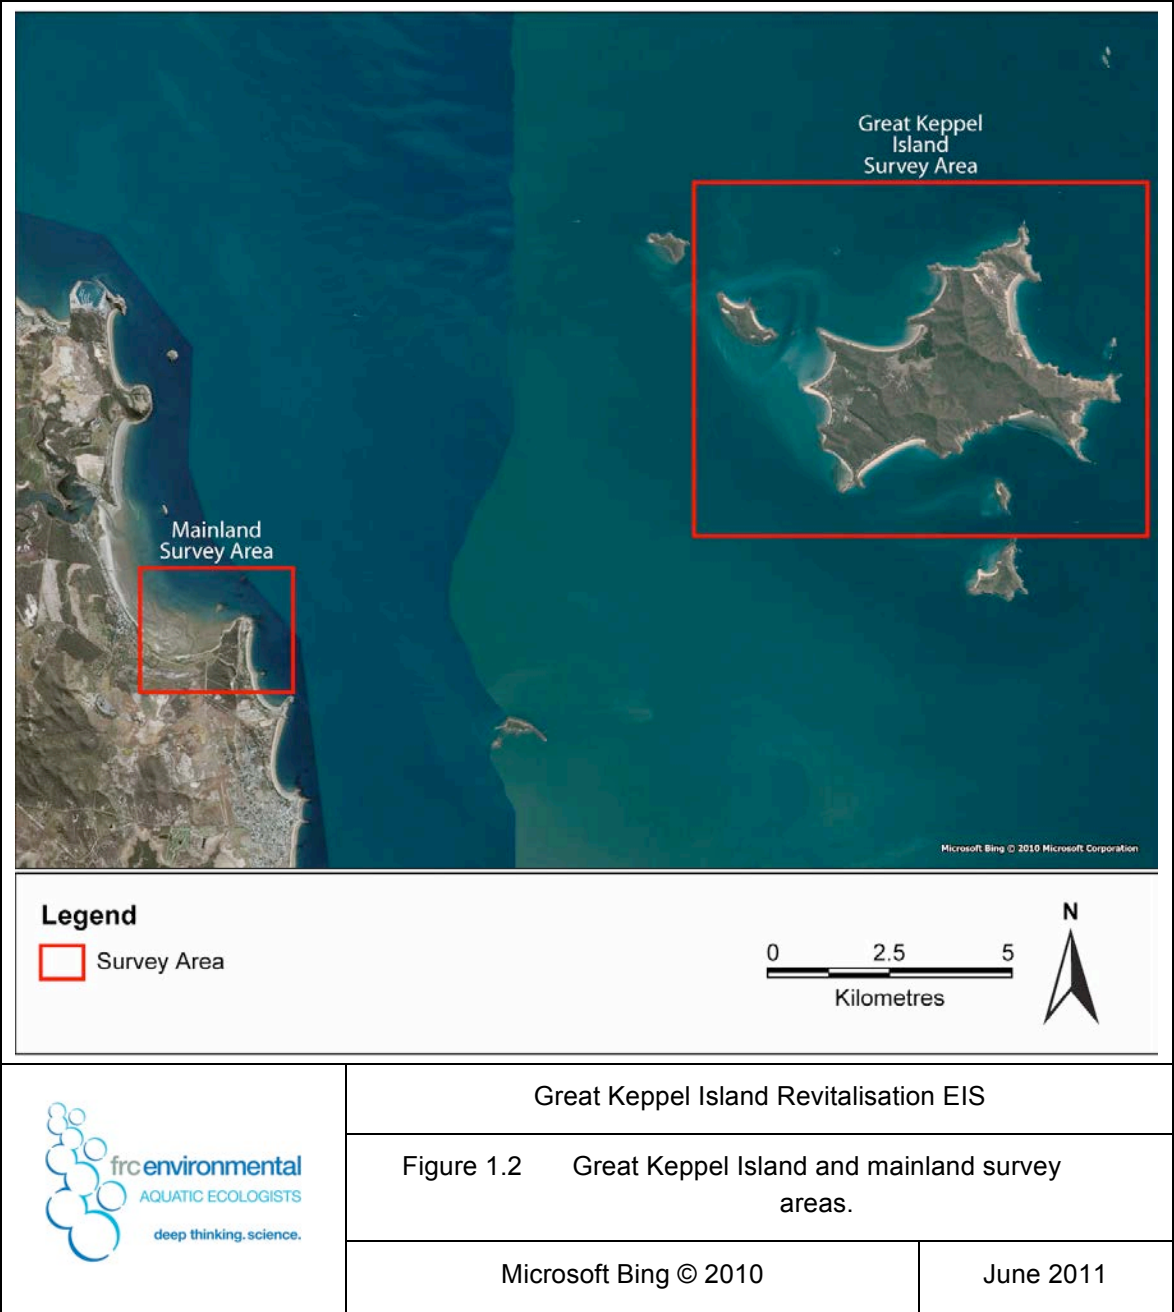 Great Keppel
Island
Survey Area
Mainland
Survey Area
Microsoft Bing © 2010 Microsoft Corporation
Legend
Survey Area
0 2.5 5
Kilometres
N
frcenvironmental
AQUATIC ECOLOGISTS
deep thinking.science.
Great Keppel Island Revitalisation EIS
Figure 1.2 Great Keppel Island and mainland survey
areas.
Microsoft Bing © 2010
June 2011